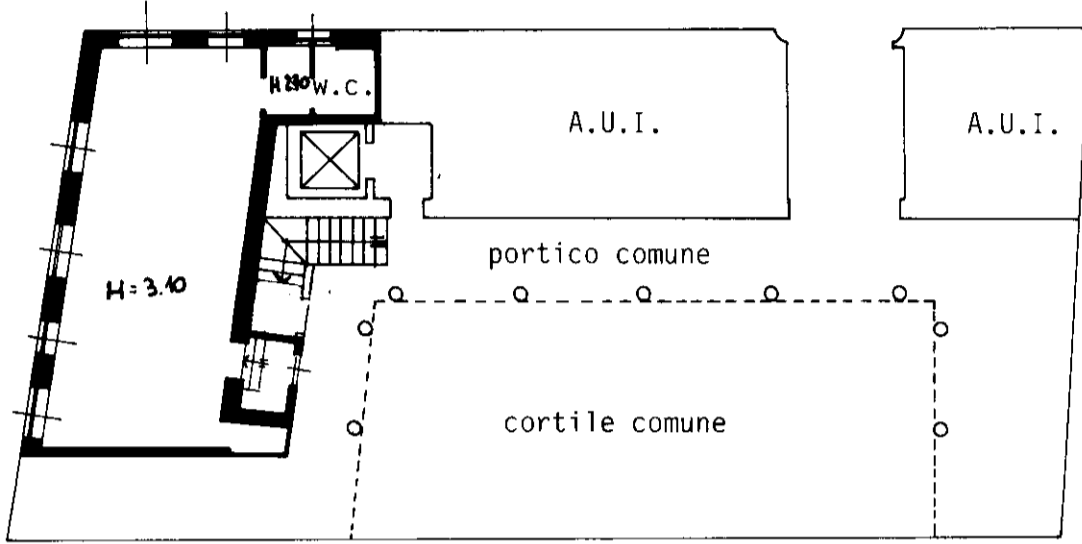 H 2.90 W.C.
A.U.I.
A.U.I.
portico comune
H = 3.10
cortile comune